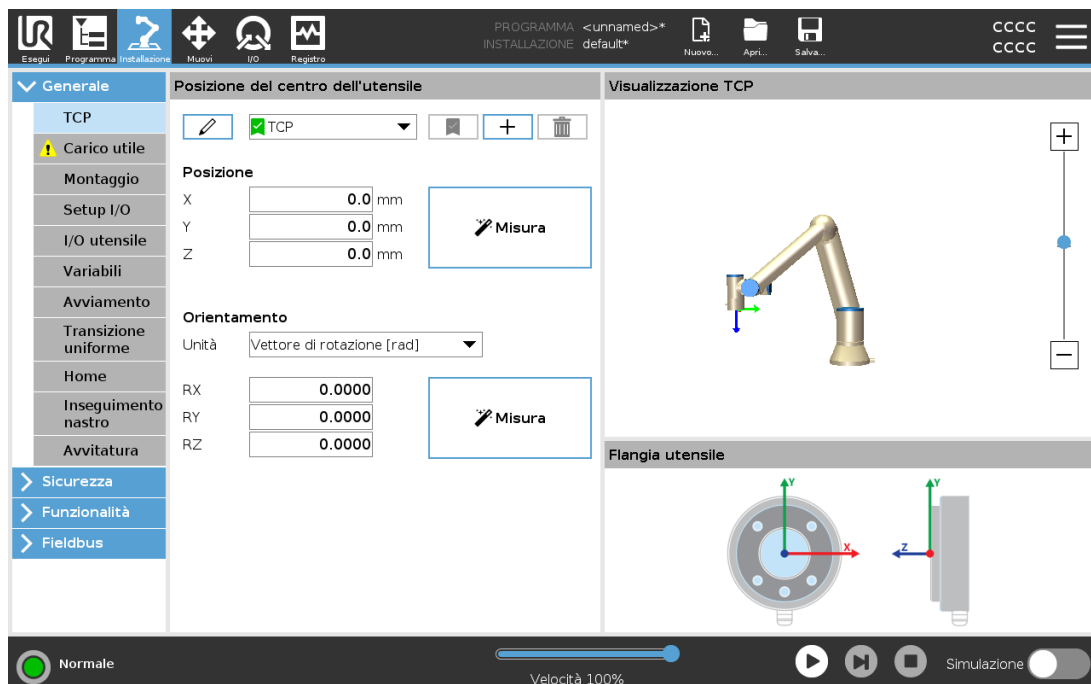 PROGRAMMA <unnamed>*
INSTALLAZIONE default*
CCCC
CCCC
UR
Esegui
Programma
Installazione
Muovi
I/O
Registro
Nuovo...
Apri...
Salva...
Generale
TCP
Carico utile
Montaggio
Setup I/O
I/O utensile
Variabili
Avviamento
Transizione
uniforme
Home
Inseguimento
nastro
Avvitatura
Sicurezza
Funzionalità
Fieldbus
Posizione del centro dell'utensile
TCP
Posizione
X 0.0 mm
Y 0.0 mm
Z 0.0 mm
Misura
Orientamento
Unità Vettore di rotazione [rad]
RX 0.0000
RY 0.0000
RZ 0.0000
Misura
Visualizzazione TCP
Flangia utensile
Y
X
Y
Z
Normale
Velocità 100%
Simulazione